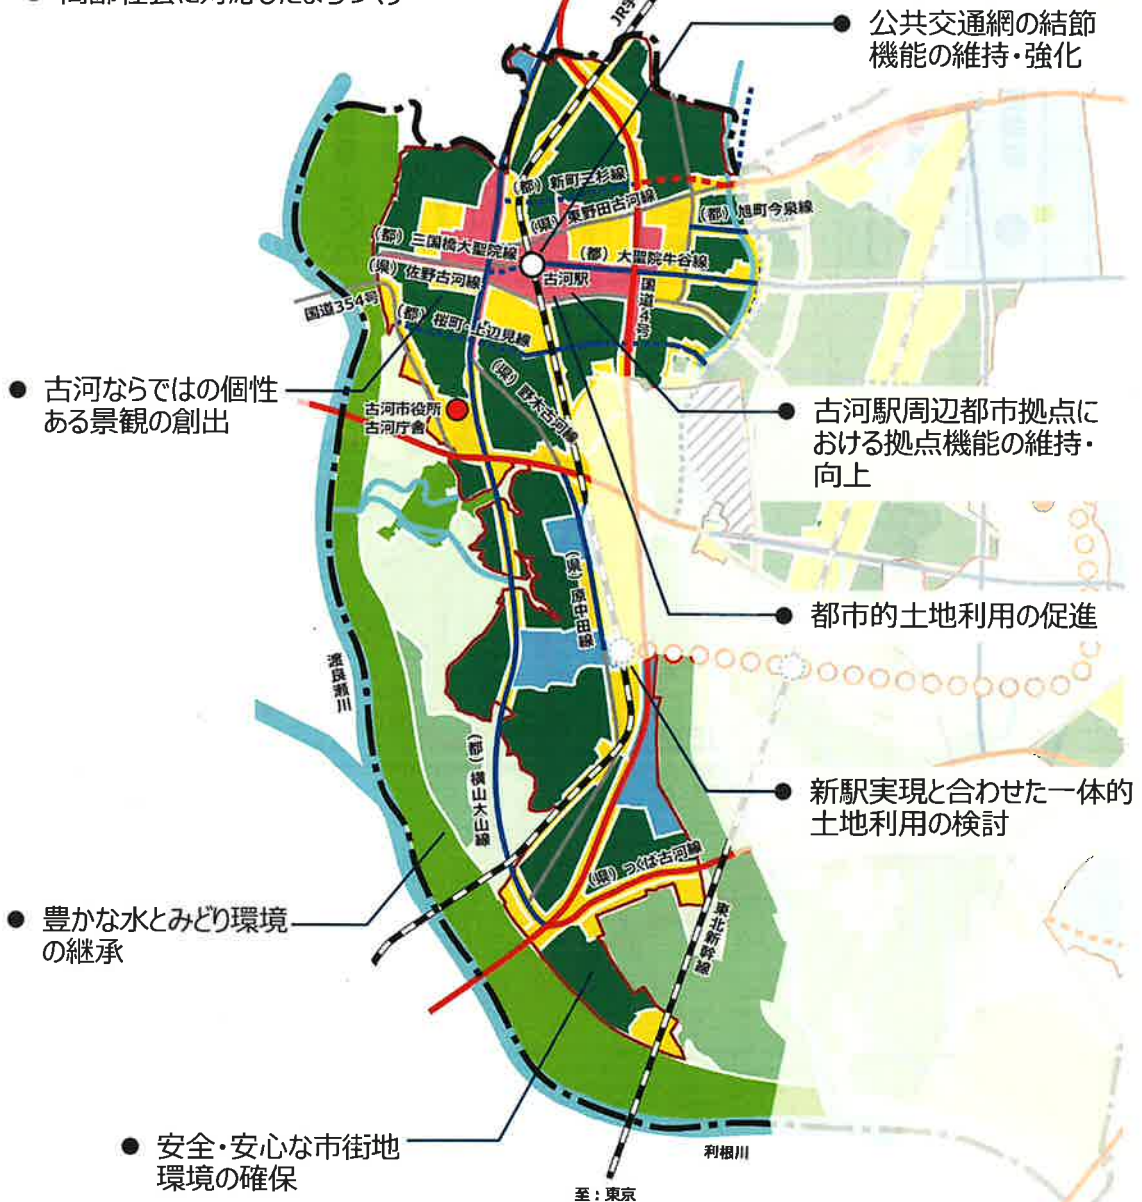 に対応したまちづくり
公共交通網の結節
機能の維持・強化
(都) 新町三杉線
(県) 東野田古河線
(都) 旭町今泉線
(都) 三国橋大聖院線
(都) 大聖院牛谷線
(県) 佐野古河線
古河駅
国道4号
国道354号
(都) 桜町・上辺見線
(県) 野木古河線
古河ならではの個性
ある景観の創出
古河市役所
古河庁舎
古河駅周辺都市拠点に
おける拠点機能の維持・
向上
(県) 原中田線
都市的土地利用の促進
渡良瀬川
(都) 横山大山線
新駅実現と合わせた一体的
土地利用の検討
(県) つくば古河線
豊かな水とみどり環境
の継承
東北新幹線
安全・安心な市街地
環境の確保
利根川
至：東京